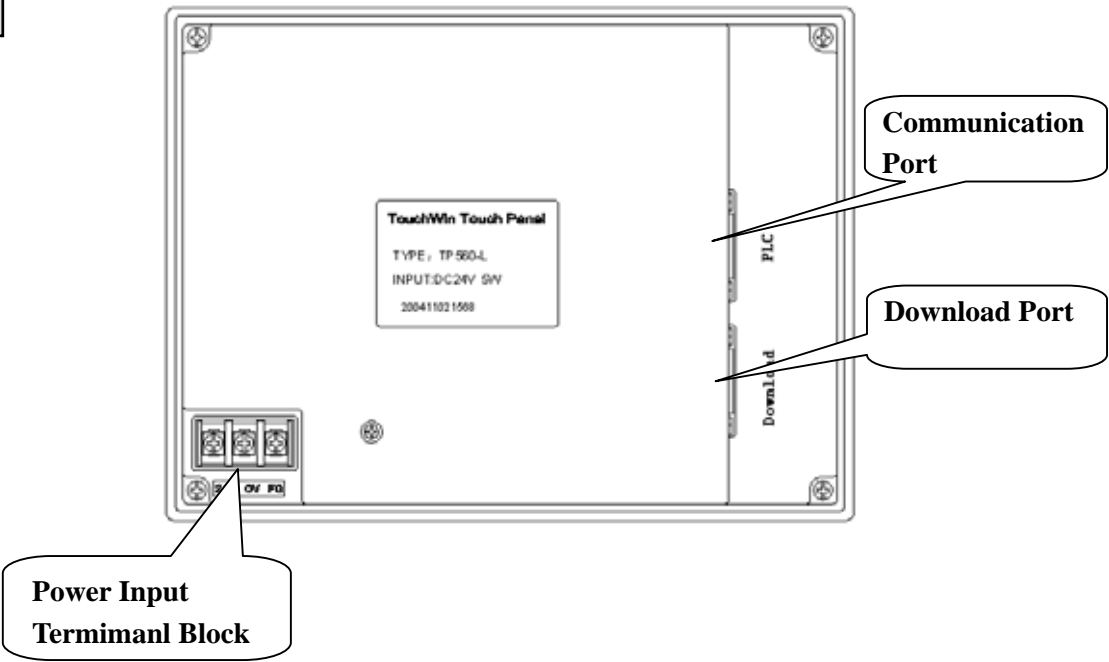 Communication
Port
TouchWin Touch Panel
TYPE: TP560-L
INPUT:DC24V 5W
200411021568
PLC
Download Port
Download
0V FG
Power Input
Termimanl Block